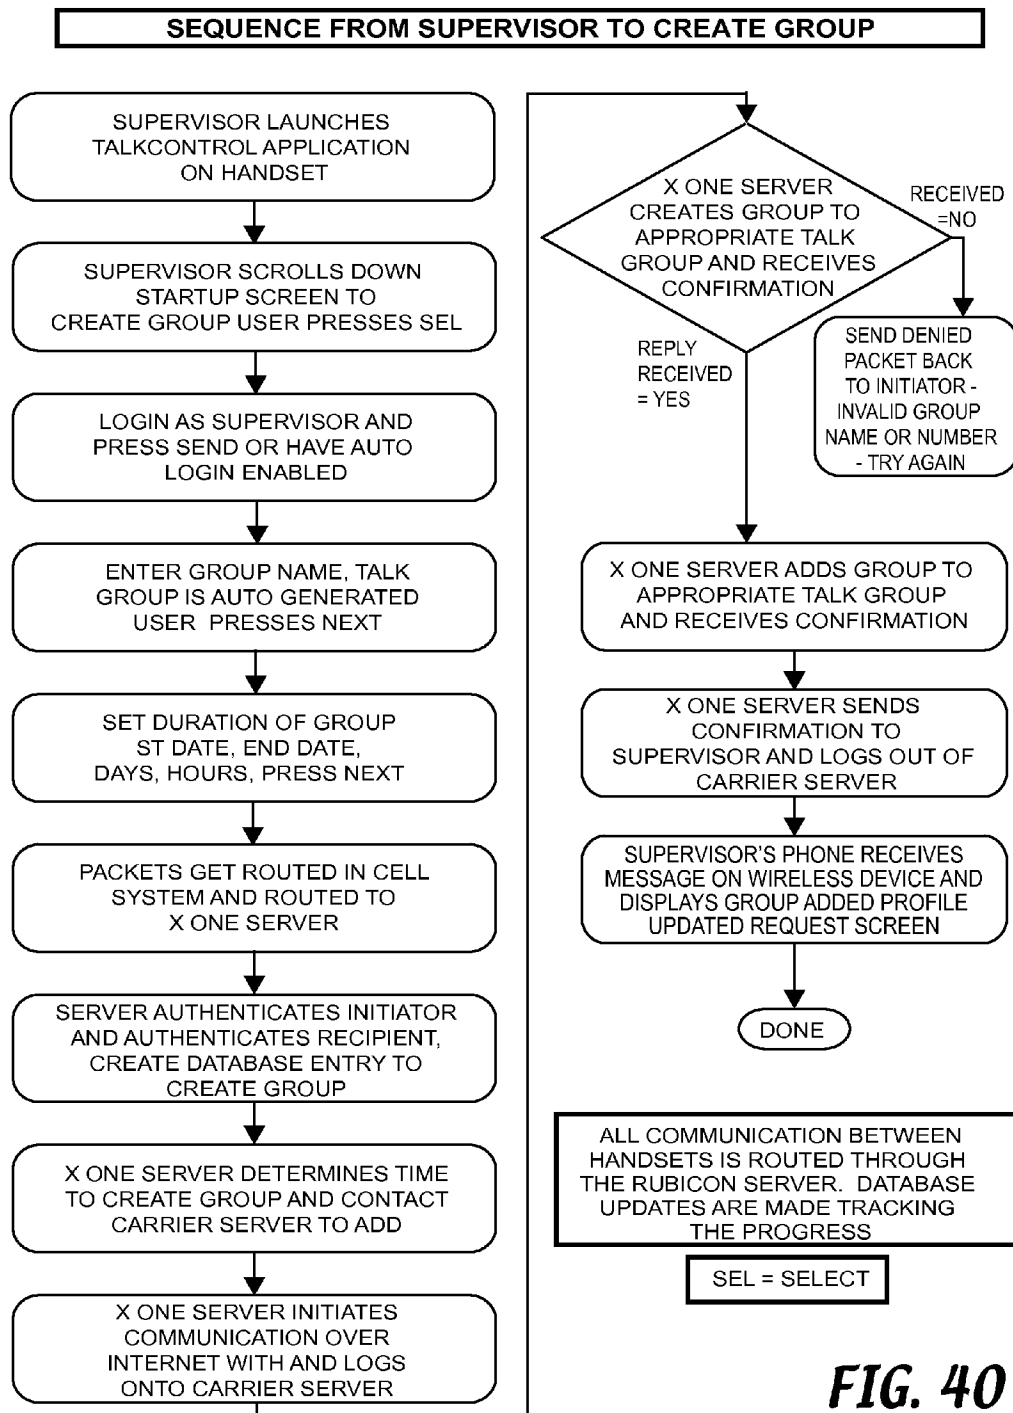 SEQUENCE FROM SUPERVISOR TO CREATE GROUP
SUPERVISOR LAUNCHES
TALKCONTROL APPLICATION
ON HANDSET
SUPERVISOR SCROLLS DOWN
STARTUP SCREEN TO
CREATE GROUP USER PRESSES SEL
LOGIN AS SUPERVISOR AND
PRESS SEND OR HAVE AUTO
LOGIN ENABLED
ENTER GROUP NAME, TALK
GROUP IS AUTO GENERATED
USER PRESSES NEXT
SET DURATION OF GROUP
ST DATE, END DATE,
DAYS, HOURS, PRESS NEXT
PACKETS GET ROUTED IN CELL
SYSTEM AND ROUTED TO
X ONE SERVER
SERVER AUTHENTICATES INITIATOR
AND AUTHENTICATES RECIPIENT,
CREATE DATABASE ENTRY TO
CREATE GROUP
X ONE SERVER DETERMINES TIME
TO CREATE GROUP AND CONTACT
CARRIER SERVER TO ADD
X ONE SERVER INITIATES
COMMUNICATION OVER
INTERNET WITH AND LOGS
ONTO CARRIER SERVER
X ONE SERVER
CREATES GROUP TO
APPROPRIATE TALK
GROUP AND RECEIVES
CONFIRMATION
RECEIVED
=NO
SEND DENIED
PACKET BACK
TO INITIATOR -
INVALID GROUP
NAME OR NUMBER
- TRY AGAIN
REPLY
RECEIVED
= YES
X ONE SERVER ADDS GROUP TO
APPROPRIATE TALK GROUP
AND RECEIVES CONFIRMATION
X ONE SERVER SENDS
CONFIRMATION TO
SUPERVISOR AND LOGS OUT OF
CARRIER SERVER
SUPERVISOR'S PHONE RECEIVES
MESSAGE ON WIRELESS DEVICE AND
DISPLAYS GROUP ADDED PROFILE
UPDATED REQUEST SCREEN
DONE
ALL COMMUNICATION BETWEEN
HANDSETS IS ROUTED THROUGH
THE RUBICON SERVER. DATABASE
UPDATES ARE MADE TRACKING
THE PROGRESS
SEL = SELECT
FIG. 40